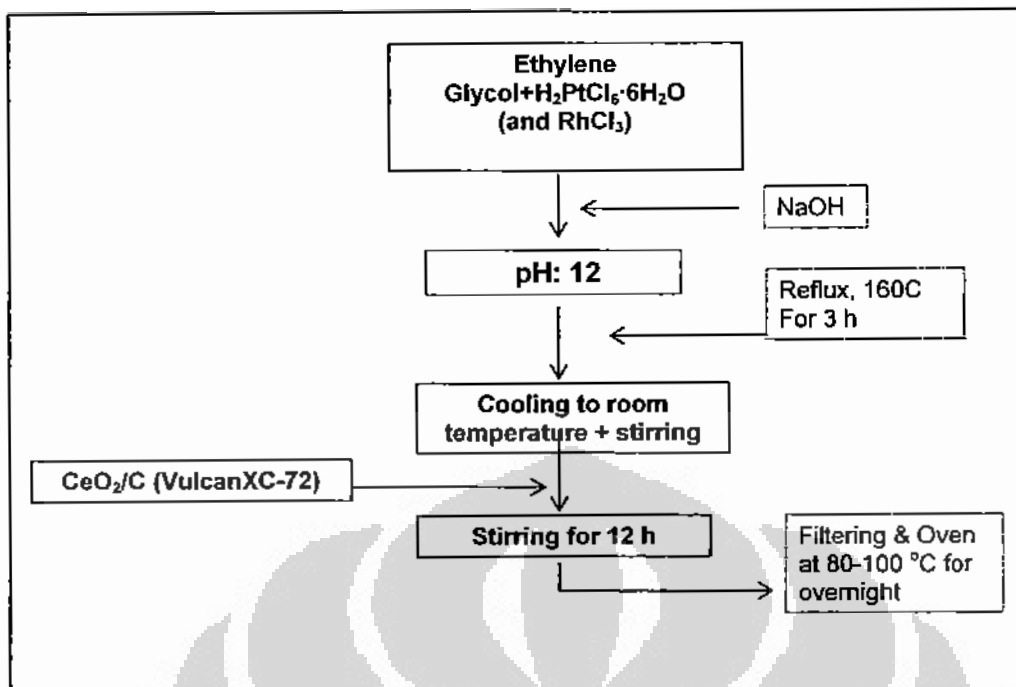 Ethylene
Glycol+H₂PtCl₆·6H₂O
(and RhCl₃)
NaOH
pH: 12
Reflux, 160C
For 3 h
Cooling to room
temperature + stirring
CeO₂/C (VulcanXC-72)
Stirring for 12 h
Filtering & Oven
at 80-100 °C for
overnight